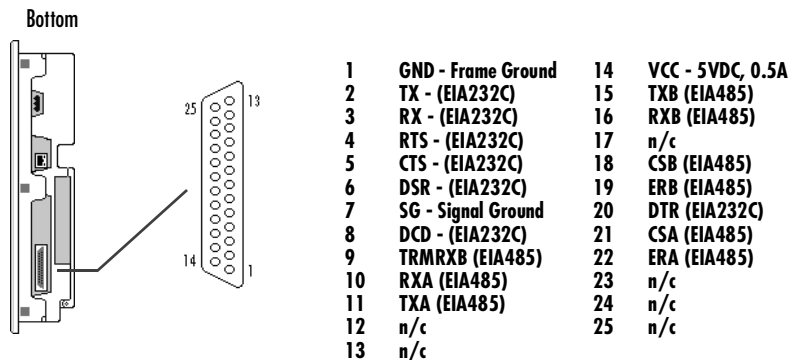 Bottom
25
13
14
1
1 GND - Frame Ground
2 TX - (EIA232C)
3 RX - (EIA232C)
4 RTS - (EIA232C)
5 CTS - (EIA232C)
6 DSR - (EIA232C)
7 SG - Signal Ground
8 DCD - (EIA232C)
9 TRMRXB (EIA485)
10 RXA (EIA485)
11 TXA (EIA485)
12 n/c
13 n/c
14 VCC - 5VDC, 0.5A
15 TXB (EIA485)
16 RXB (EIA485)
17 n/c
18 CSB (EIA485)
19 ERB (EIA485)
20 DTR (EIA232C)
21 CSA (EIA485)
22 ERA (EIA485)
23 n/c
24 n/c
25 n/c